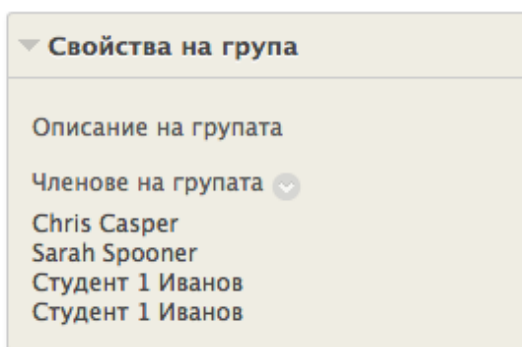 Свойства на група
Описание на групата
Членове на групата
Chris Casper
Sarah Spooner
Студент 1 Иванов
Студент 1 Иванов